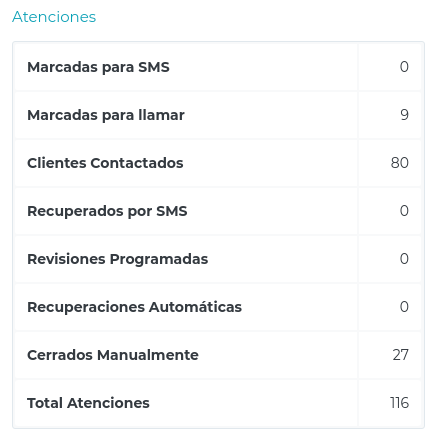 Atenciones
Marcadas para SMS 0
Marcadas para llamar 9
Clientes Contactados 80
Recuperados por SMS 0
Revisiones Programadas 0
Recuperaciones Automáticas 0
Cerrados Manualmente 27
Total Atenciones 116